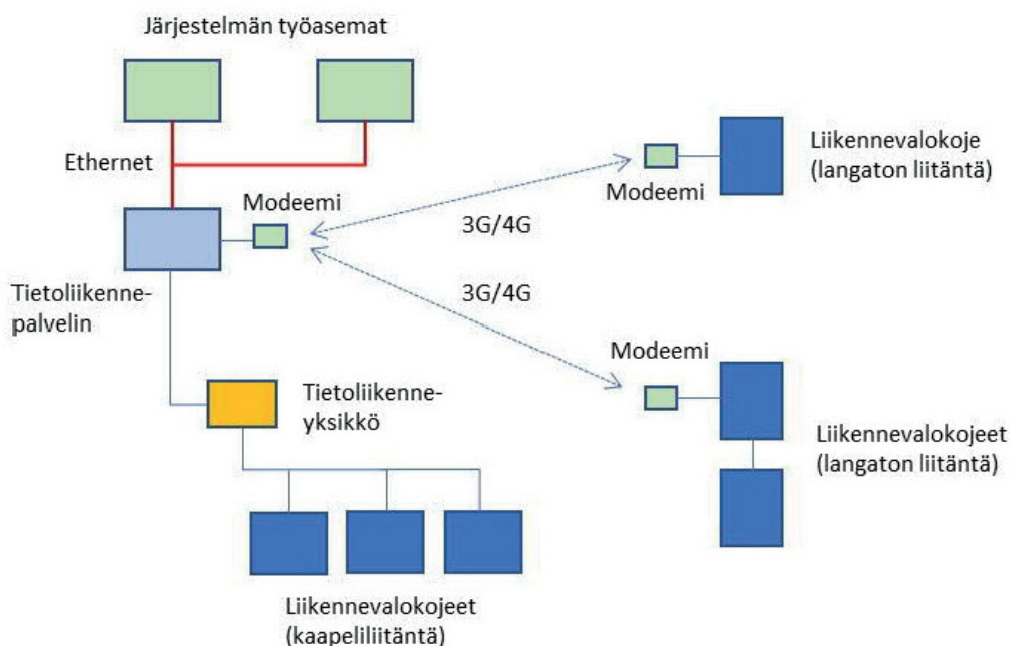 Järjestelmän työasemat
Ethernet
Modeemi
Tietoliikenne-
palvelin
3G/4G
3G/4G
Modeemi
Liikennevalokoje
(langaton liitäntä)
Modeemi
Liikennevalokojeet
(langaton liitäntä)
Tietoliikenne-
yksikkö
Liikennevalokojeet
(kaapeliliitäntä)